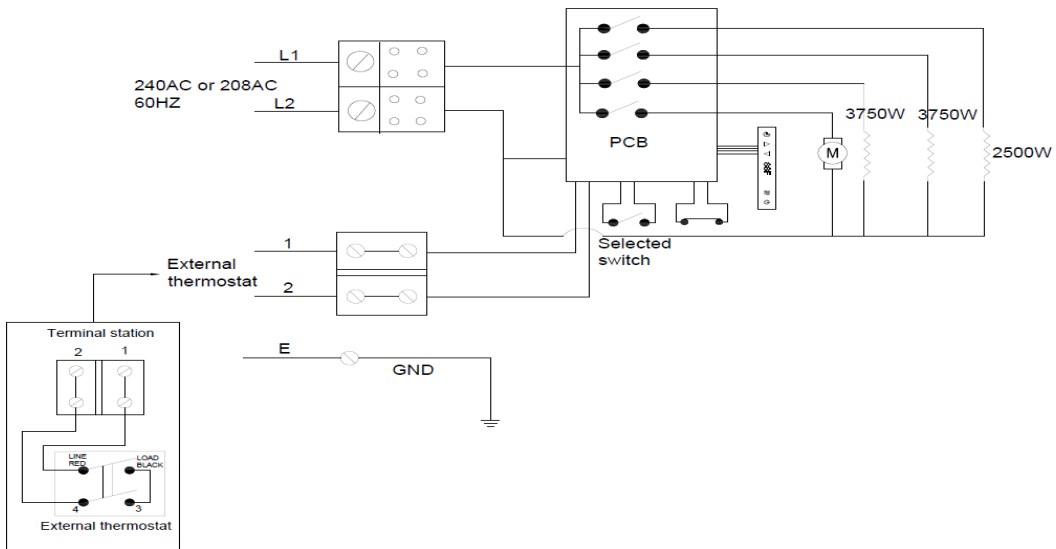 L1
240AC or 208AC
60HZ
L2
PCB
M
3750W
3750W
2500W
Selected
switch
1
External
thermostat
2
E
GND
Terminal station
2
1
LINE
RED
LOAD
BLACK
4
3
External thermostat